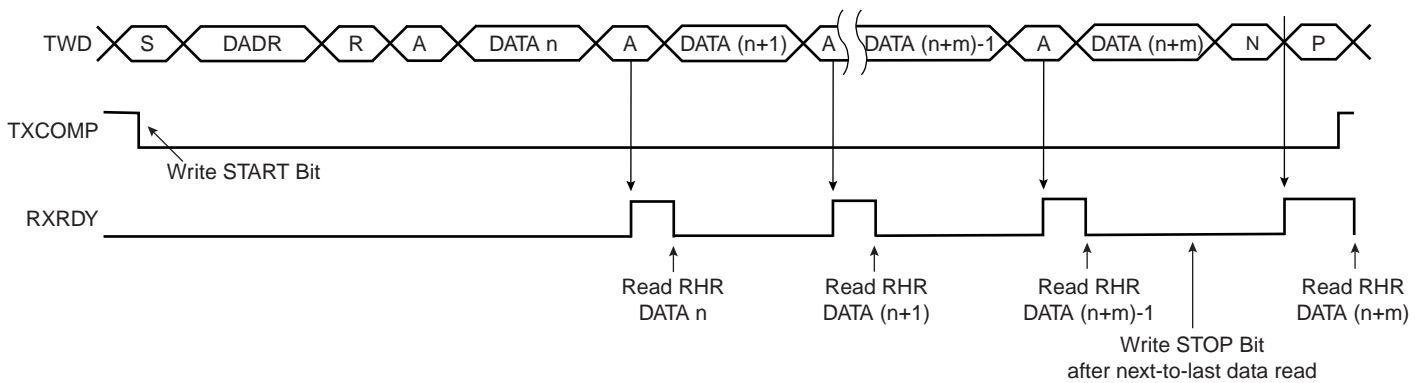 TWD S DADR R A DATA n A DATA (n+1) A DATA (n+m)-1 A DATA (n+m) N P
TXCOMP
Write START Bit
RXRDY
Read RHR
DATA n
Read RHR
DATA (n+1)
Read RHR
DATA (n+m)-1
Read RHR
DATA (n+m)
Write STOP Bit
after next-to-last data read